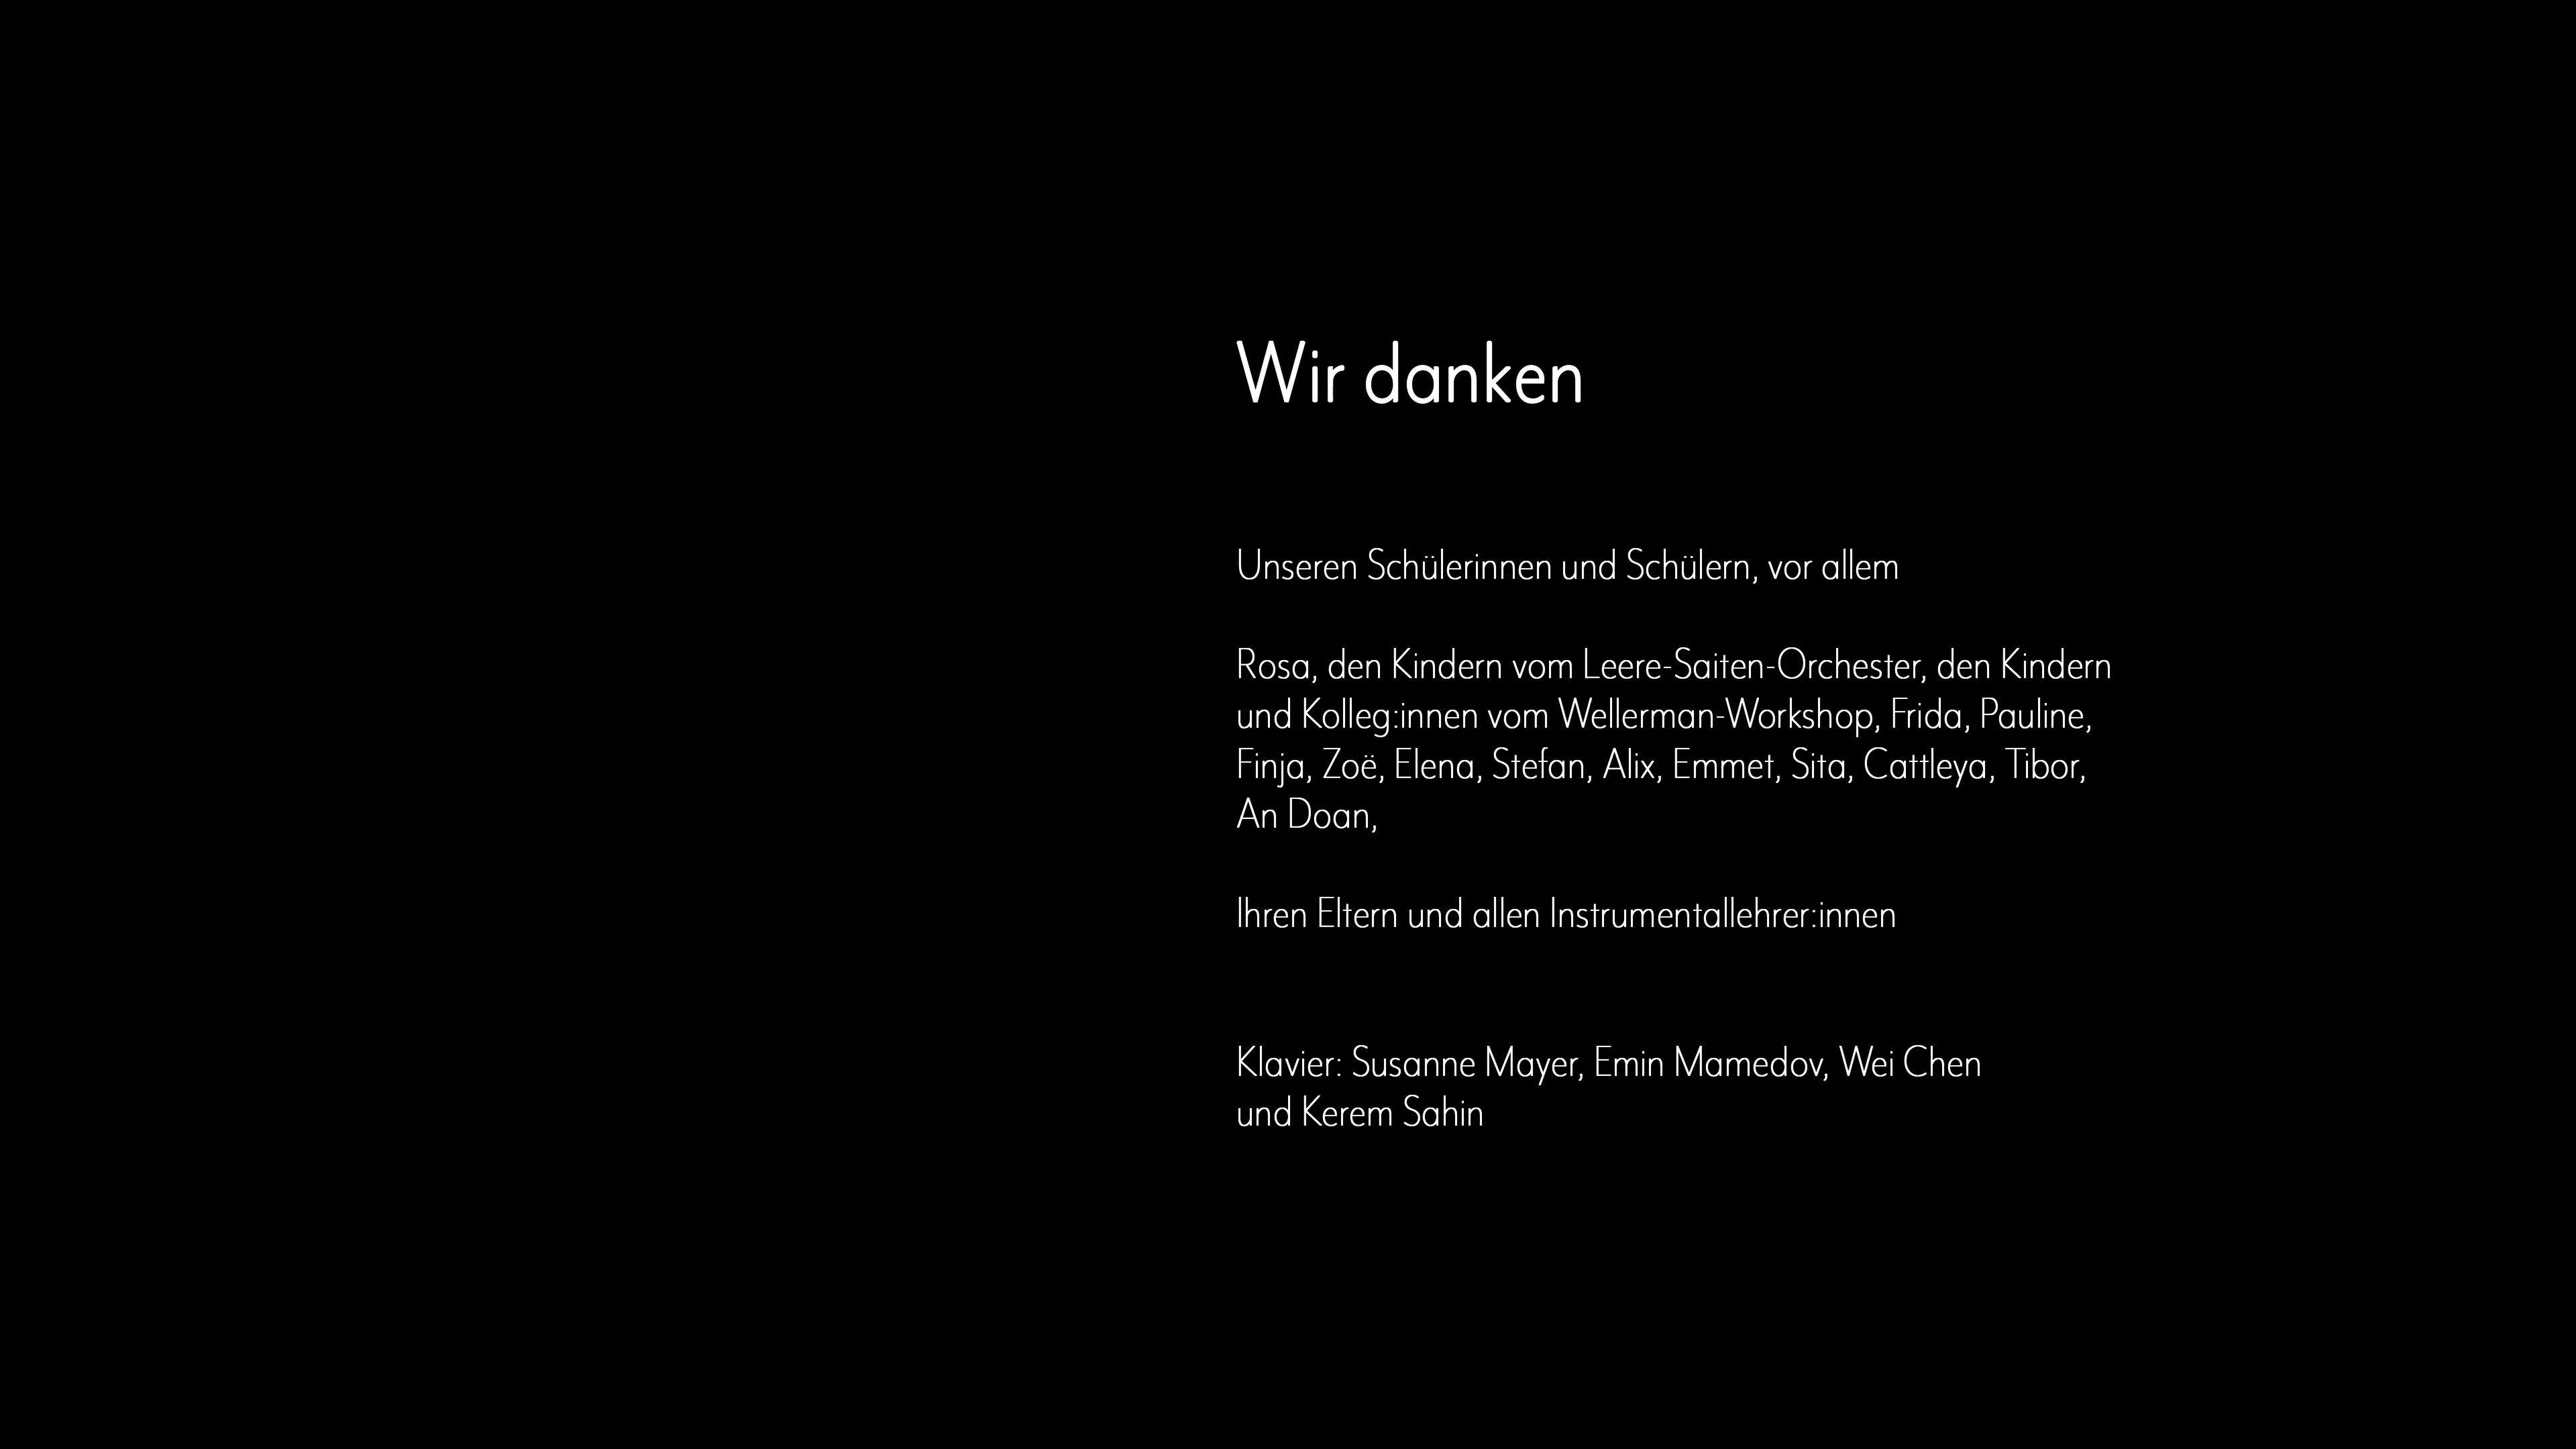 Wir danken
Unseren Schülerinnen und Schülern, vor allem
Rosa, den Kindern vom Leere-Saiten-Orchester, den Kindern
und Kolleg:innen vom Wellerman-Workshop, Frida, Pauline,
Finja, Zoë, Elena, Stefan, Alix, Emmet, Sita, Cattleya, Tibor,
An Doan,
Ihren Eltern und allen Instrumentallehrer:innen
Klavier: Susanne Mayer, Emin Mamedov, Wei Chen
und Kerem Sahin